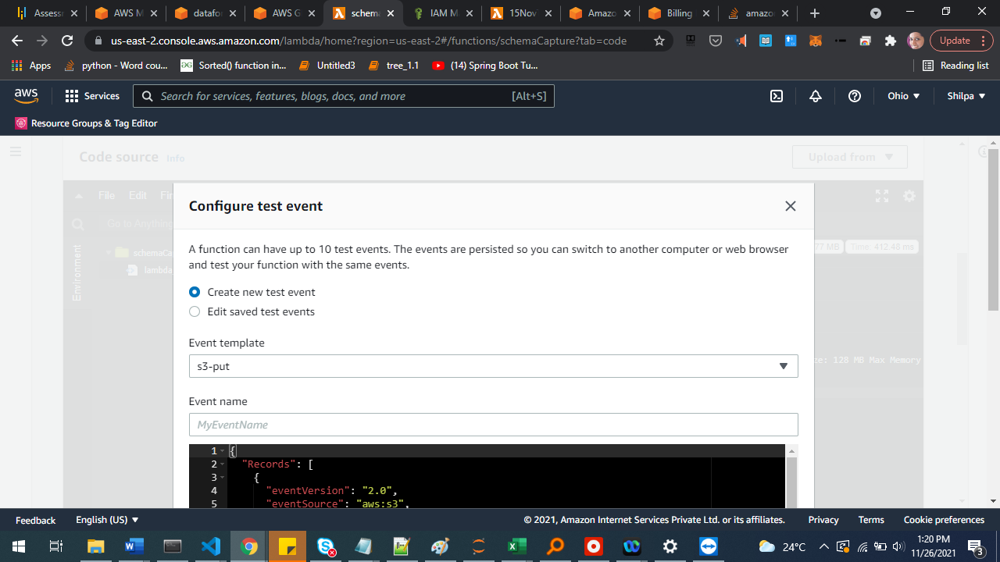 Assessm
AWS M
datafor
AWS G
schema
IAM M
15Nov
Amazo
Billing
amazon
us-east-2.console.aws.amazon.com/lambda/home?region=us-east-2#/functions/schemaCapture?tab=code
Update
Apps
python - Word cou...
Sorted() function in...
Untitled3
tree_1.1
(14) Spring Boot Tu...
Reading list
aws
Services
Search for services, features, blogs, docs, and more
[Alt+S]
Ohio
Shilpa
Resource Groups & Tag Editor
Code source
Info
Upload from
File Edit Fin
Go to Anything
Environment
schemaCa
lambda
77 MB
Time: 412.48 ms
ze: 128 MB Max Memory
Configure test event
A function can have up to 10 test events. The events are persisted so you can switch to another computer or web browser
and test your function with the same events.
Create new test event
Edit saved test events
Event template
s3-put
Event name
MyEventName
1 {
2 "Records": [
3 {
4 "eventVersion": "2.0",
5 "eventSource": "aws:s3",
Feedback
English (US)
© 2021, Amazon Internet Services Private Ltd. or its affiliates.
Privacy
Terms
Cookie preferences
24°C
1:20 PM
11/26/2021
3